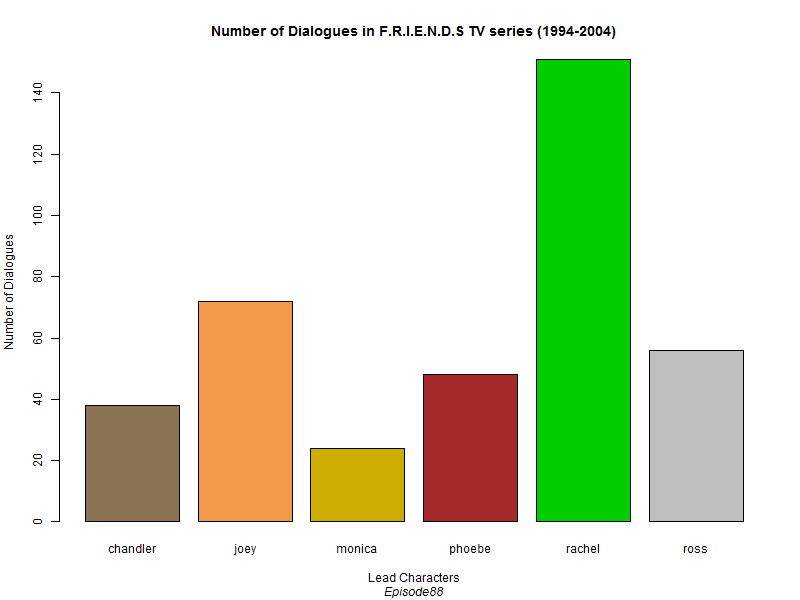 Number of Dialogues in F.R.I.E.N.D.S TV series (1994-2004)
Number of Dialogues
140
120
100
80
60
40
20
0
chandler joey monica phoebe rachel ross
Lead Characters
Episode88